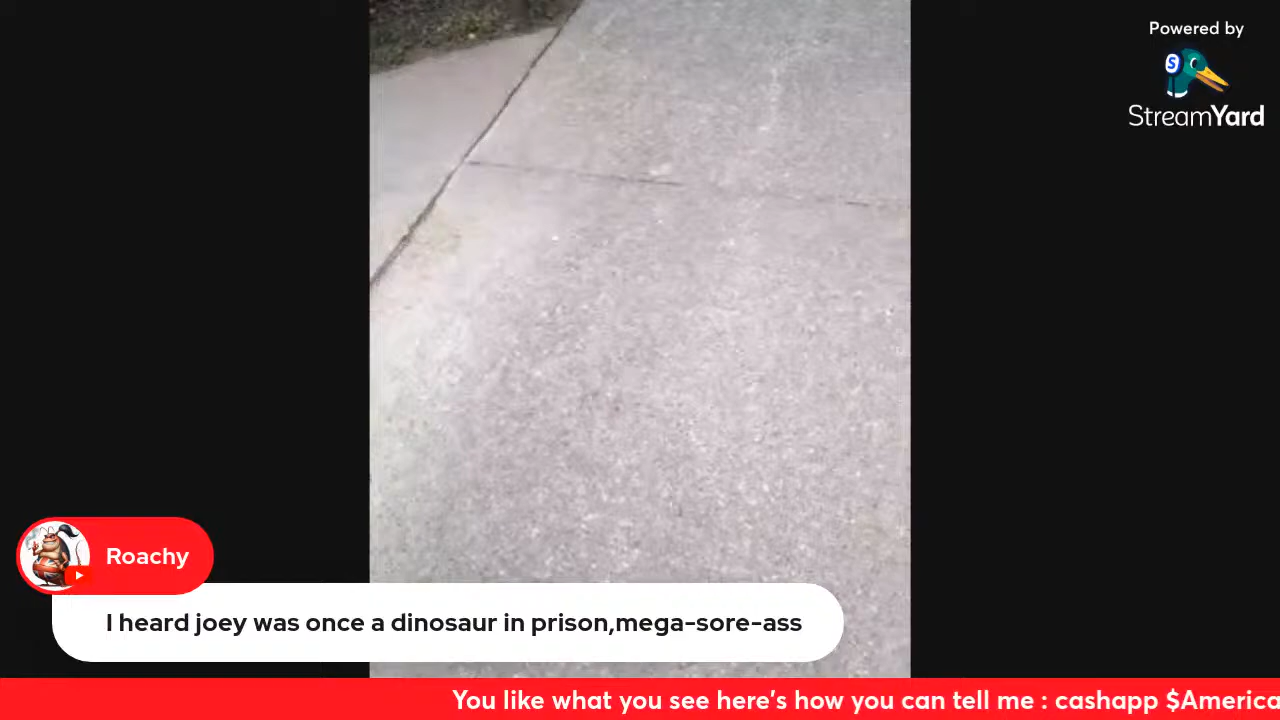 Powered by
StreamYard
Roachy
I heard joey was once a dinosaur in prison,mega-sore-ass
You like what you see here's how you can tell me : cashapp $America